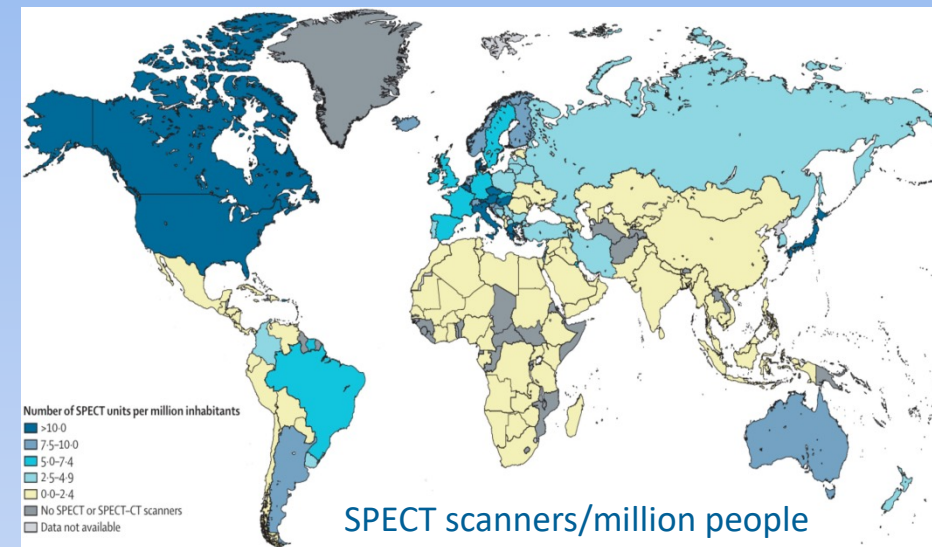 Number of SPECT units per million inhabitants
>10·0
7·5–10·0
5·0–7·4
2·5–4·9
0·0–2·4
No SPECT or SPECT–CT scanners
Data not available
SPECT scanners/million people